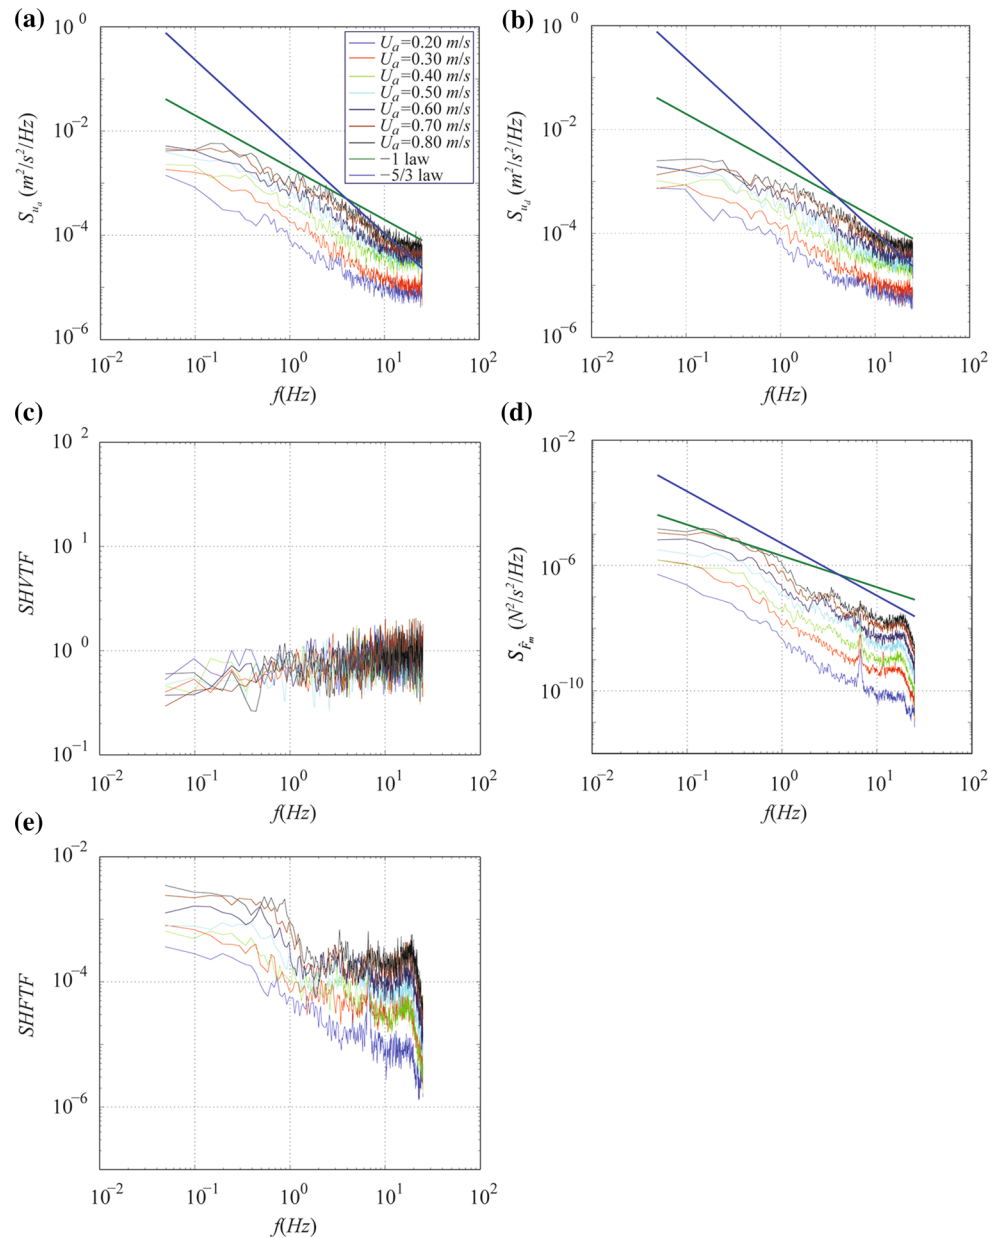 (a)
10^0
10^−2
10^−4
10^−6
S_{u_a} (m^2/s^2/Hz)
U_a=0.20 m/s
U_a=0.30 m/s
U_a=0.40 m/s
U_a=0.50 m/s
U_a=0.60 m/s
U_a=0.70 m/s
U_a=0.80 m/s
−1 law
−5/3 law
10^−2 10^−1 10^0 10^1 10^2
f(Hz)
(b)
10^0
10^−2
10^−4
10^−6
S_{u_d} (m^2/s^2/Hz)
10^−2 10^−1 10^0 10^1 10^2
f(Hz)
(c)
10^2
10^1
10^0
10^−1
SHVTF
10^−2 10^−1 10^0 10^1 10^2
f(Hz)
(d)
10^−2
10^−6
10^−10
S_{F̂_m} (N^2/s^2/Hz)
10^−2 10^−1 10^0 10^1 10^2
f(Hz)
(e)
10^−2
10^−4
10^−6
SHFTF
10^−2 10^−1 10^0 10^1 10^2
f(Hz)